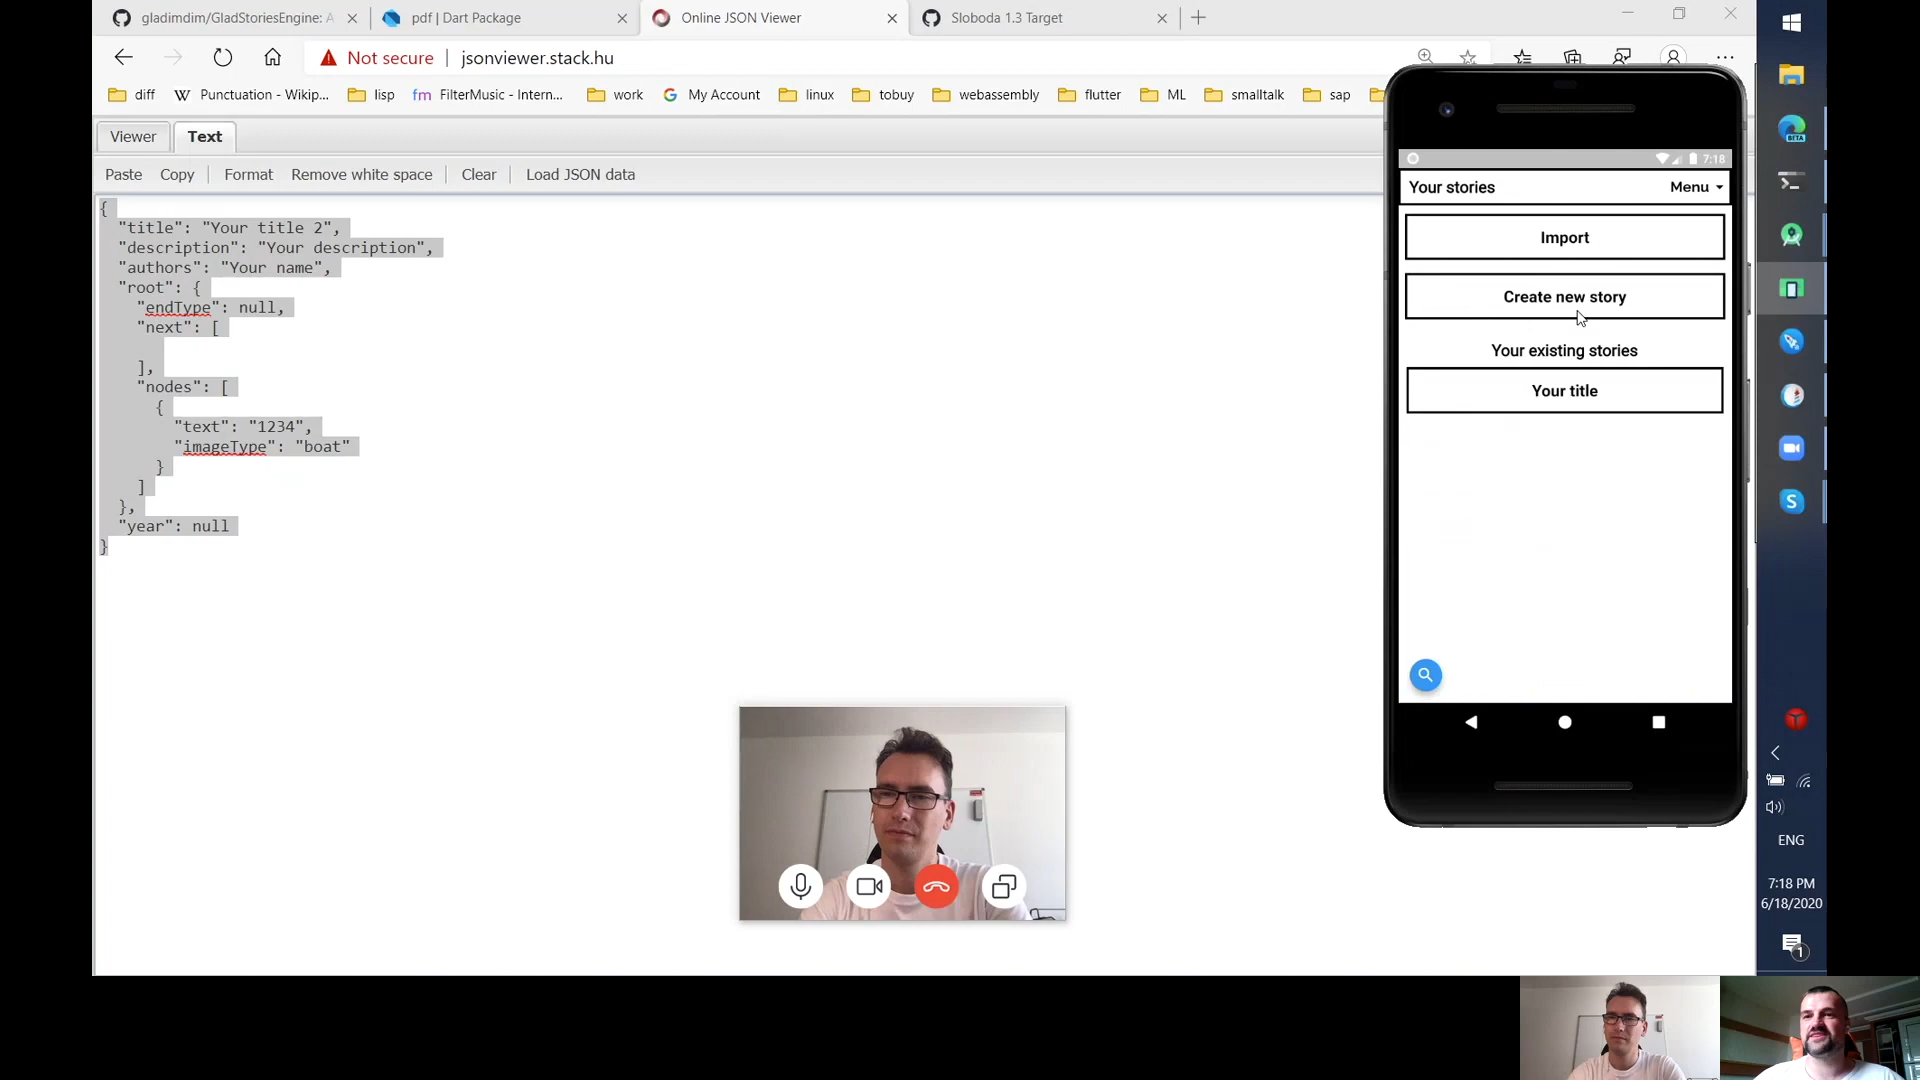 gladimdim/GladStoriesEngine: A
pdf | Dart Package
Online JSON Viewer
Sloboda 1.3 Target
Not secure
jsonviewer.stack.hu
diff
Punctuation - Wikip...
lisp
fm
FilterMusic - Intern...
work
My Account
linux
tobuy
webassembly
flutter
ML
smalltalk
sap
Viewer
Text
Paste
Copy
Format
Remove white space
Clear
Load JSON data
{
"title": "Your title 2",
"description": "Your description",
"authors": "Your name",
"root": {
"endType": null,
"next": [
],
"nodes": [
{
"text": "1234",
"imageType": "boat"
}
]
},
"year": null
}
7:18
Your stories
Menu
Import
Create new story
Your existing stories
Your title
BETA
ENG
7:18 PM
6/18/2020
1